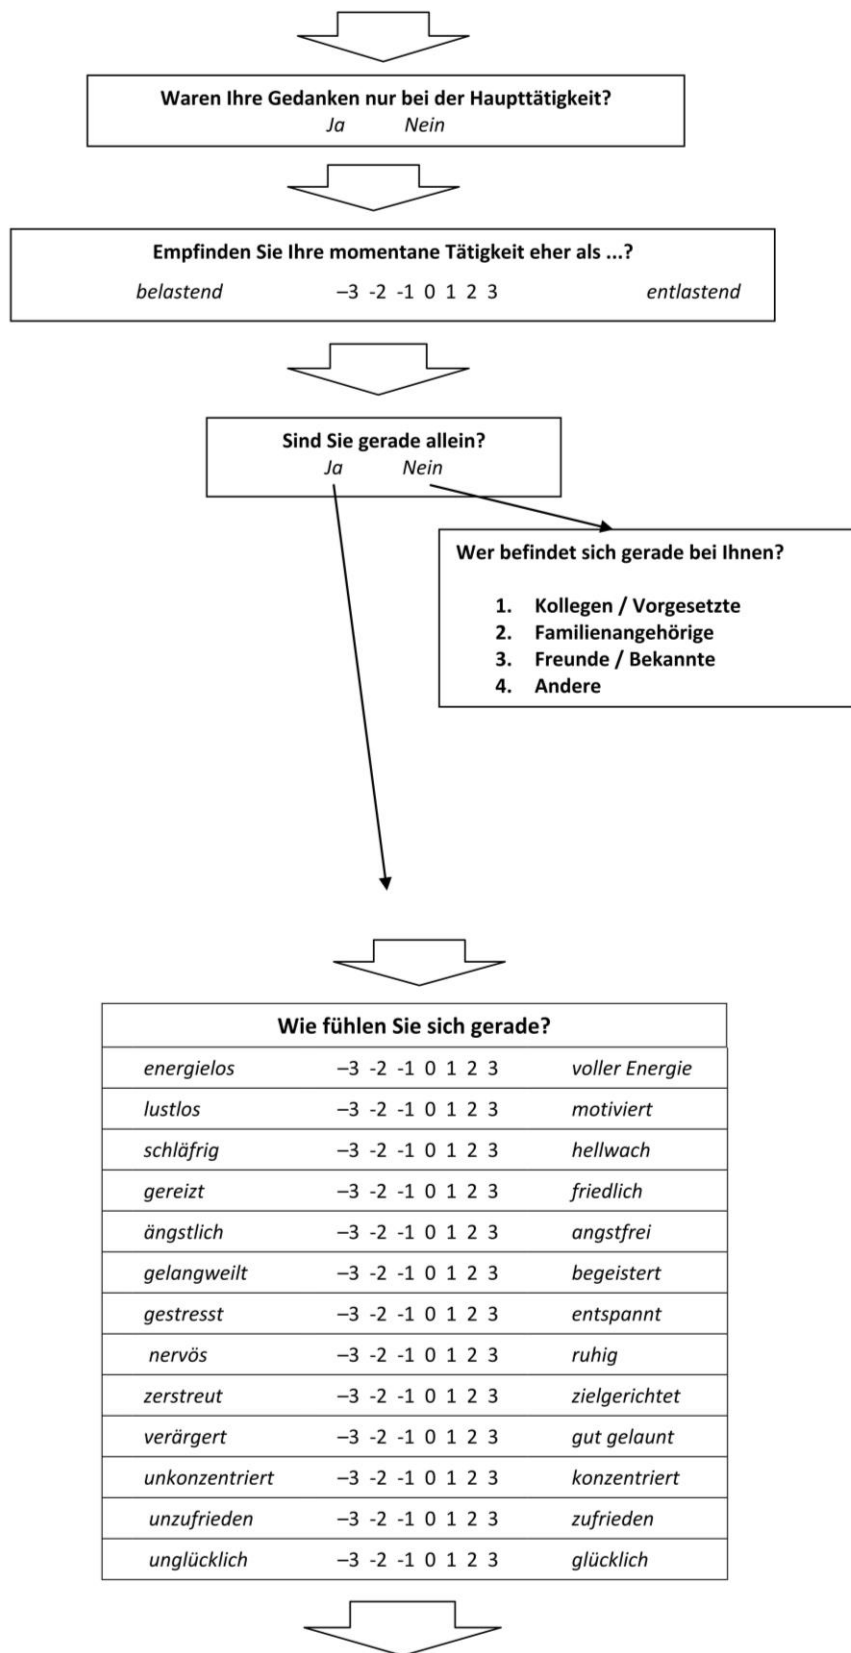 Waren Ihre Gedanken nur bei der Haupttätigkeit?
Ja Nein
Empfinden Sie Ihre momentane Tätigkeit eher als ...?
belastend –3 -2 -1 0 1 2 3 entlastend
Sind Sie gerade allein?
Ja Nein
Wer befindet sich gerade bei Ihnen?
1. Kollegen / Vorgesetzte
2. Familienangehörige
3. Freunde / Bekannte
4. Andere
Wie fühlen Sie sich gerade?
energielos –3 -2 -1 0 1 2 3 voller Energie
lustlos –3 -2 -1 0 1 2 3 motiviert
schläfrig –3 -2 -1 0 1 2 3 hellwach
gereizt –3 -2 -1 0 1 2 3 friedlich
ängstlich –3 -2 -1 0 1 2 3 angstfrei
gelangweilt –3 -2 -1 0 1 2 3 begeistert
gestresst –3 -2 -1 0 1 2 3 entspannt
nervös –3 -2 -1 0 1 2 3 ruhig
zerstreut –3 -2 -1 0 1 2 3 zielgerichtet
verärgert –3 -2 -1 0 1 2 3 gut gelaunt
unkonzentriert –3 -2 -1 0 1 2 3 konzentriert
unzufrieden –3 -2 -1 0 1 2 3 zufrieden
unglücklich –3 -2 -1 0 1 2 3 glücklich